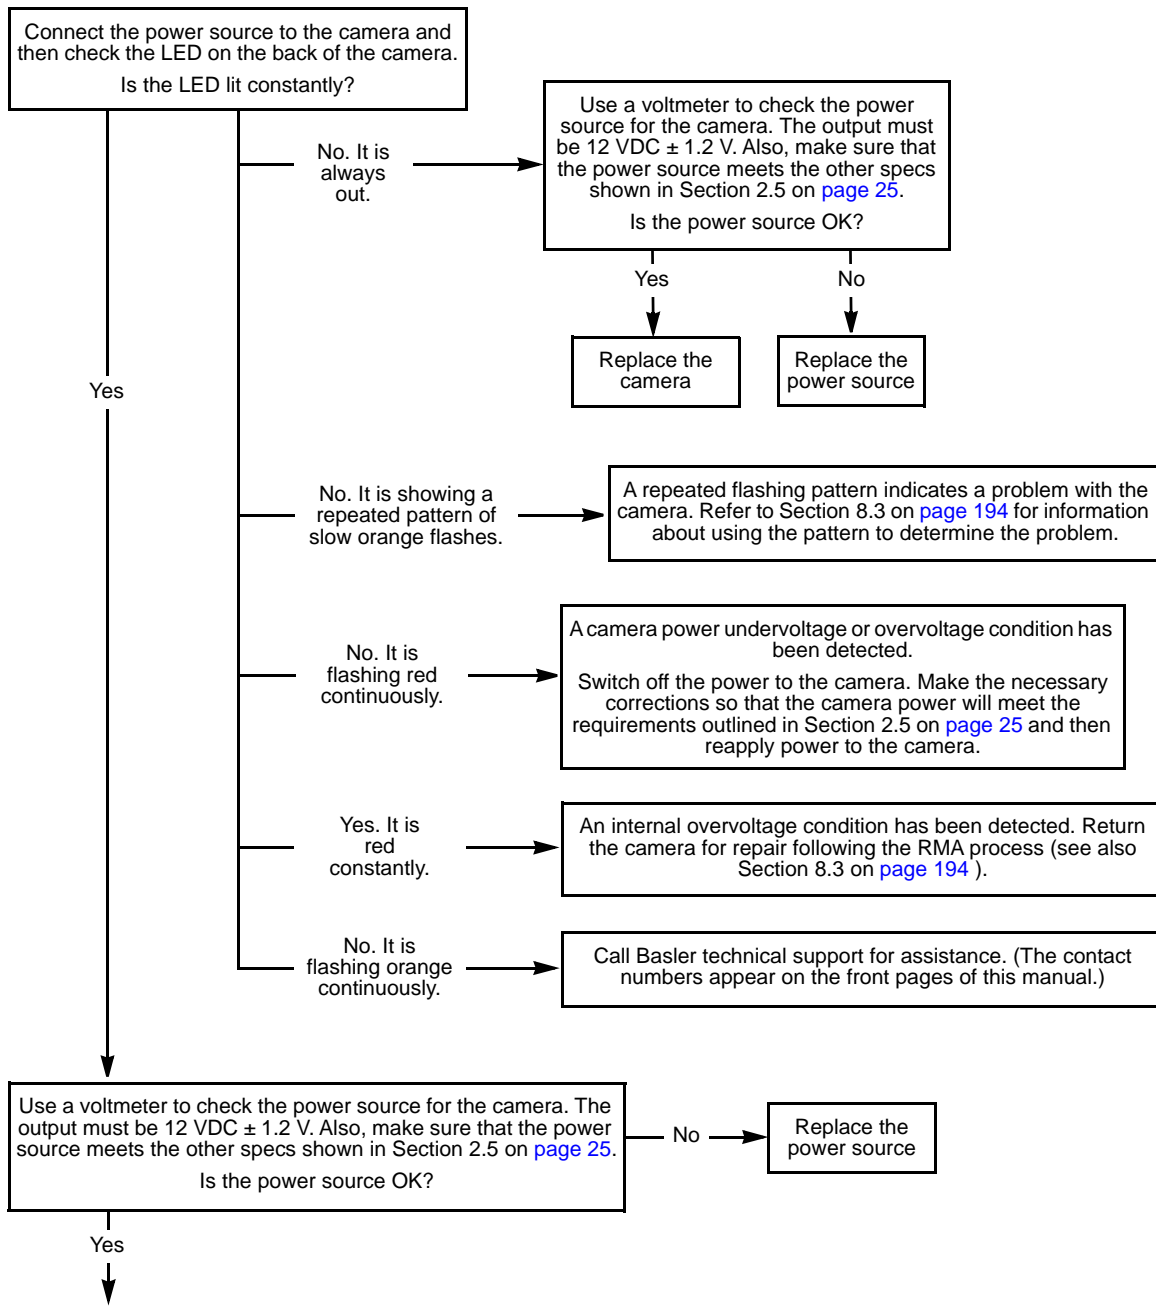 Connect the power source to the camera and
then check the LED on the back of the camera.
Is the LED lit constantly?
No. It is
always
out.
Use a voltmeter to check the power
source for the camera. The output must
be 12 VDC ± 1.2 V. Also, make sure that
the power source meets the other specs
shown in Section 2.5 on page 25.
Is the power source OK?
Yes
No
Replace the
camera
Replace the
power source
Yes
No. It is showing a
repeated pattern of
slow orange flashes.
A repeated flashing pattern indicates a problem with the
camera. Refer to Section 8.3 on page 194 for information
about using the pattern to determine the problem.
No. It is
flashing red
continuously.
A camera power undervoltage or overvoltage condition has
been detected.
Switch off the power to the camera. Make the necessary
corrections so that the camera power will meet the
requirements outlined in Section 2.5 on page 25 and then
reapply power to the camera.
Yes. It is
red
constantly.
An internal overvoltage condition has been detected. Return
the camera for repair following the RMA process (see also
Section 8.3 on page 194 ).
No. It is
flashing orange
continuously.
Call Basler technical support for assistance. (The contact
numbers appear on the front pages of this manual.)
Use a voltmeter to check the power source for the camera. The
output must be 12 VDC ± 1.2 V. Also, make sure that the power
source meets the other specs shown in Section 2.5 on page 25.
Is the power source OK?
No
Replace the
power source
Yes